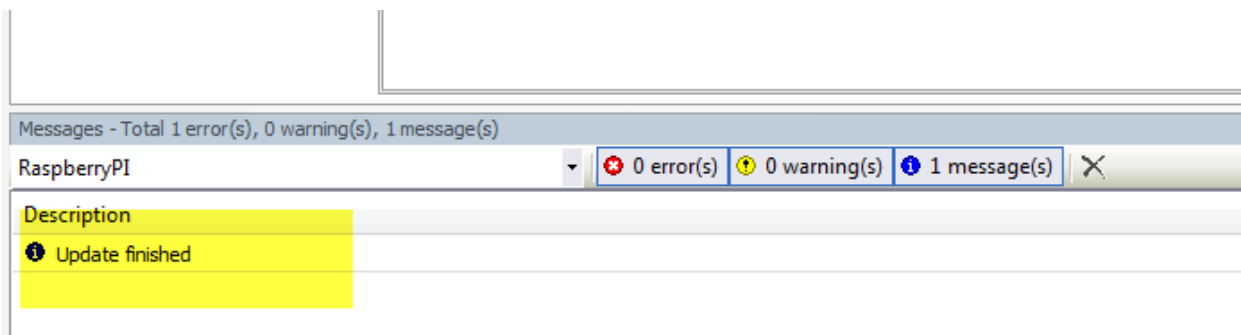 Messages - Total 1 error(s), 0 warning(s), 1 message(s)
RaspberryPI 0 error(s) 0 warning(s) 1 message(s)
Description
Update finished